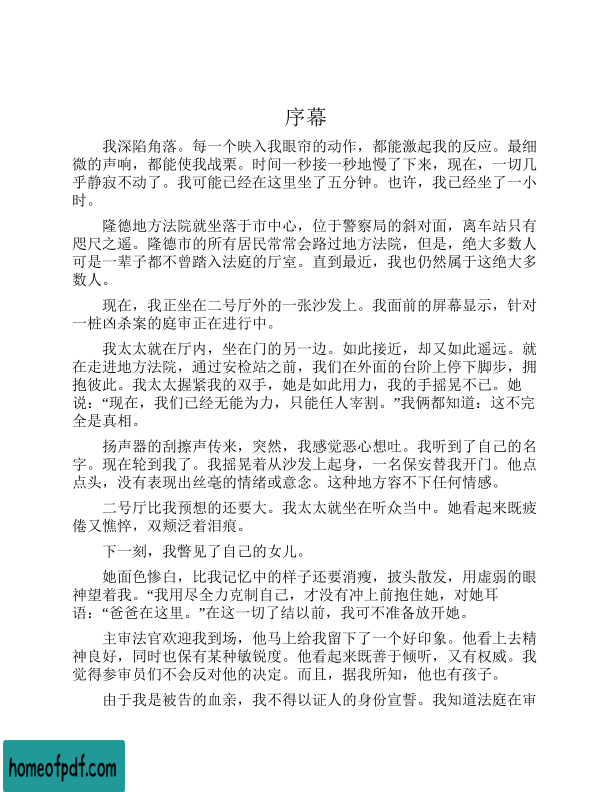 序幕
我深陷角落。每一个映入我眼帘的动作，都能激起我的反应。最细
微的声响，都能使我战栗。时间一秒接一秒地慢了下来，现在，一切几
乎静寂不动了。我可能已经在这里坐了五分钟。也许，我已经坐了一小
时。
隆德地方法院就坐落于市中心，位于警察局的斜对面，离车站只有
咫尺之遥。隆德市的所有居民常常会路过地方法院，但是，绝大多数人
可是一辈子都不曾踏入法庭的厅室。直到最近，我也仍然属于这绝大多
数人。
现在，我正坐在二号厅外的一张沙发上。我面前的屏幕显示，针对
一桩凶杀案的庭审正在进行中。
我太太就在厅内，坐在门的另一边。如此接近，却又如此遥远。就
在走进地方法院，通过安检站之前，我们在外面的台阶上停下脚步，拥
抱彼此。我太太握紧我的双手，她是如此用力，我的手摇晃不已。她
说：“现在，我们已经无能为力，只能任人宰割。”我俩都知道：这不完
全是真相。
扬声器的刮擦声传来，突然，我感觉恶心想吐。我听到了自己的名
字。现在轮到我了。我摇晃着从沙发上起身，一名保安替我开门。他点
点头，没有表现出丝毫的情绪或意念。这种地方容不下任何情感。
二号厅比我预想的还要大。我太太就坐在听众当中。她看起来既疲
倦又憔悴，双颊泛着泪痕。
下一刻，我瞥见了自己的女儿。
她面色惨白，比我记忆中的样子还要消瘦，披头散发，用虚弱的眼
神望着我。“我用尽全力克制自己，才没有冲上前抱住她，对她耳
语：“爸爸在这里。”在这一切了结以前，我可不准备放开她。
主审法官欢迎我到场，他马上给我留下了一个好印象。他看上去精
神良好，同时也保有某种敏锐度。他看起来既善于倾听，又有权威。我
觉得参审员们不会反对他的决定。而且，据我所知，他也有孩子。
由于我是被告的血亲，我不得以证人的身份宣誓。我知道法庭在审
homeofpdf.com